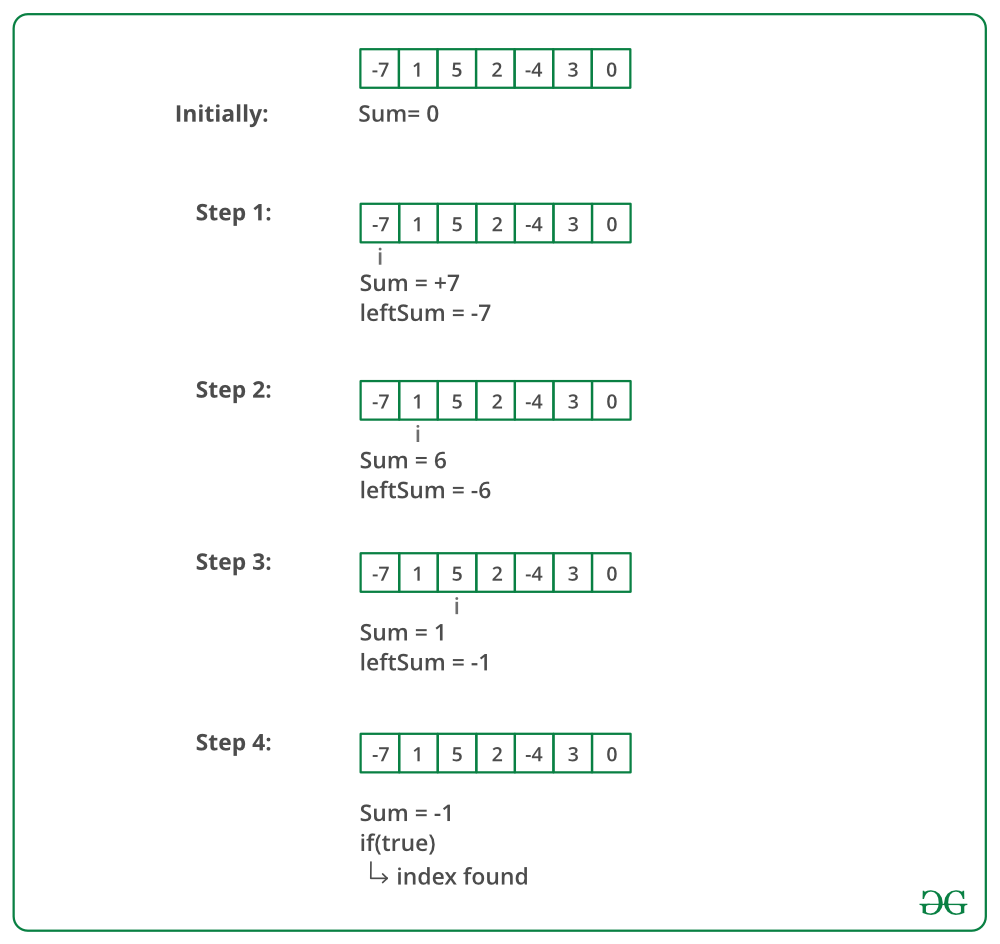 -7 1 5 2 -4 3 0
Initially: Sum= 0
Step 1: -7 1 5 2 -4 3 0
i
Sum = +7
leftSum = -7
Step 2: -7 1 5 2 -4 3 0
i
Sum = 6
leftSum = -6
Step 3: -7 1 5 2 -4 3 0
i
Sum = 1
leftSum = -1
Step 4: -7 1 5 2 -4 3 0
Sum = -1
if(true)
index found